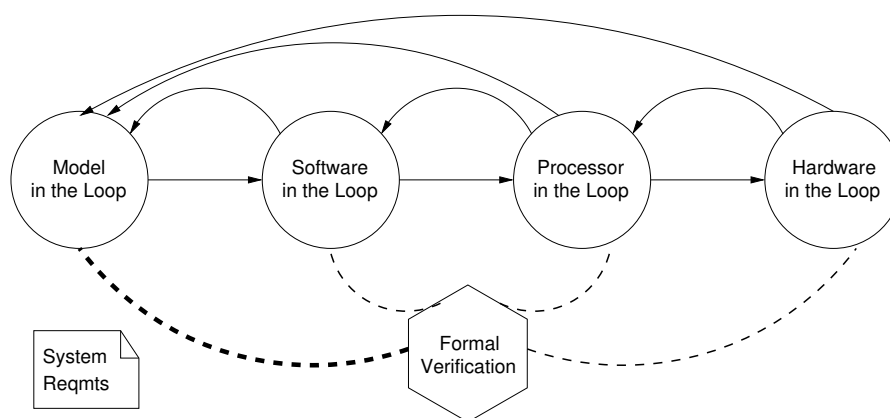 Model
in the Loop
Software
in the Loop
Processor
in the Loop
Hardware
in the Loop
System
Reqmts
Formal
Verification